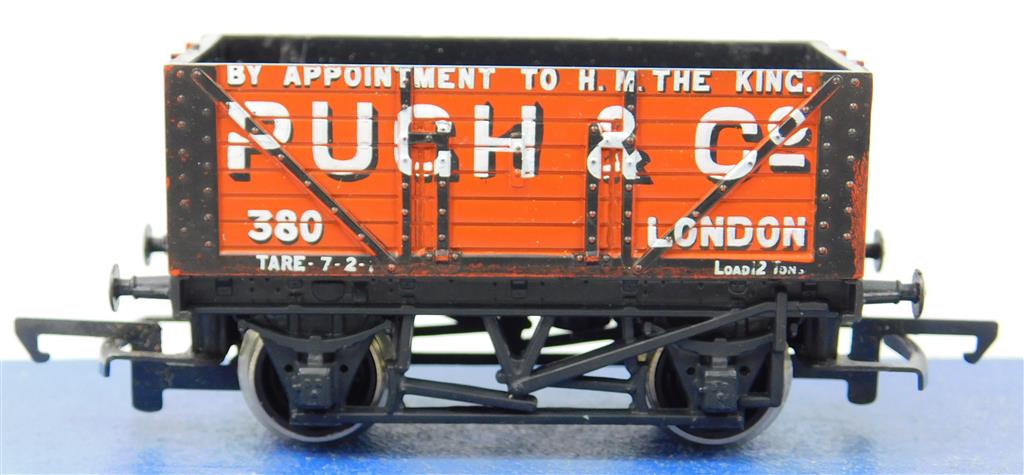 BY APPOINTMENT TO H.M. THE KING.
PUGH & Cº
380 LONDON
TARE-7-2- LOAD 12 TONS